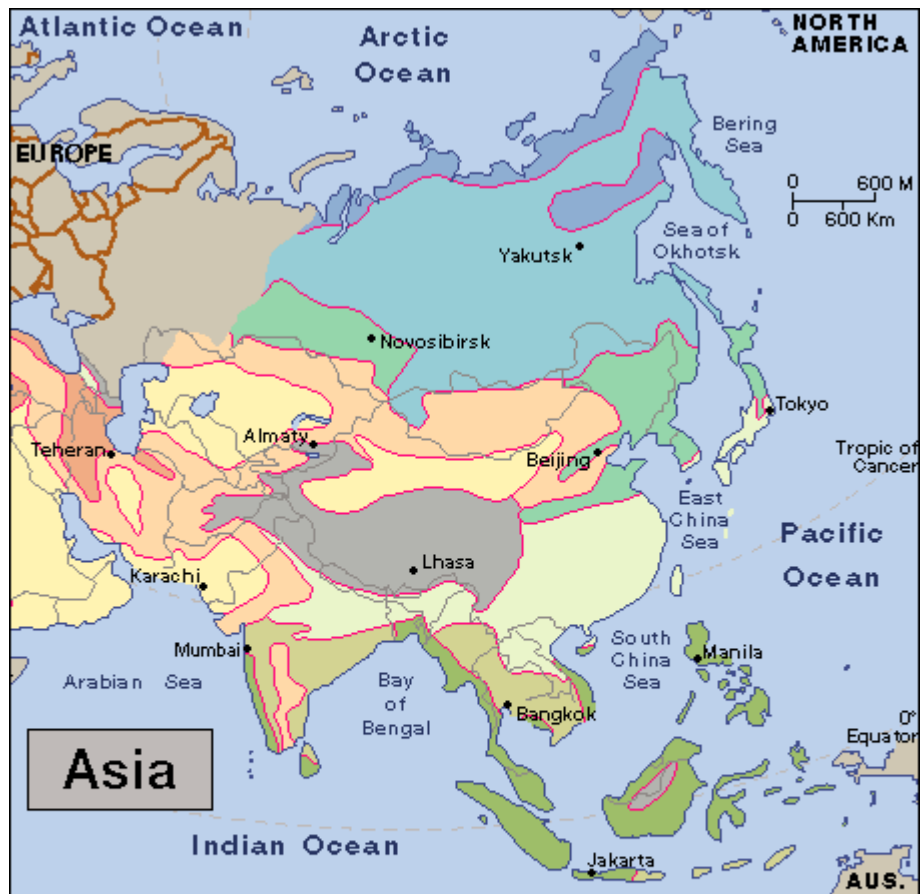 Atlantic Ocean
Arctic
Ocean
NORTH
AMERICA
Bering
Sea
EUROPE
0 600 M
0 600 Km
Sea of
Okhotsk
Yakutsk
Novosibirsk
Tokyo
Almaty
Teheran
Beijing
Tropic of
Cancer
East
China
Sea
Pacific
Ocean
Lhasa
Karachi
Mumbai
South
China
Sea
Manila
Arabian Sea
Bay
of
Bengal
Bangkok
0°
Equator
Asia
Indian Ocean
Jakarta
AUS.